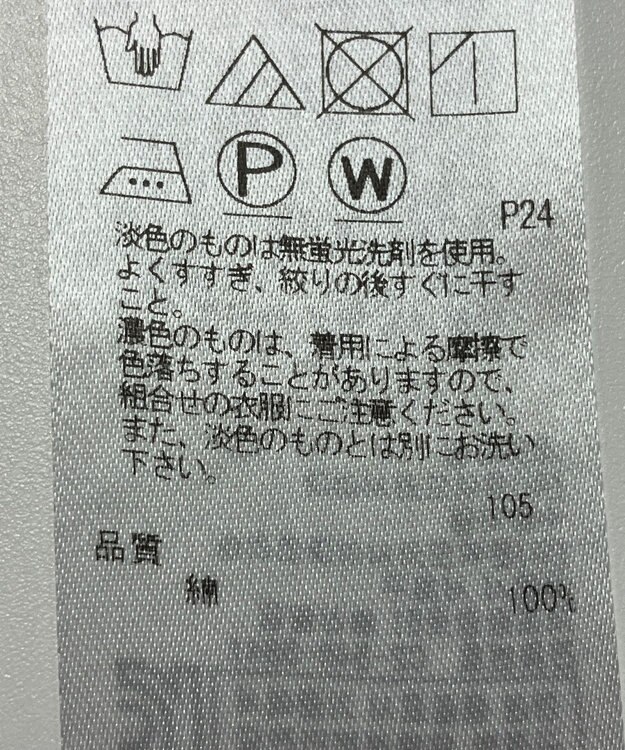 P
W
P24
淡色のものは無蛍光洗剤を使用。
よくすすぎ、絞りの後すぐに干す
こと。
濃色のものは、着用による摩擦で
色落ちすることがありますので、
組合せの衣服にご注意ください。
また、淡色のものとは別にお洗い
下さい。
105
品質
綿 100%